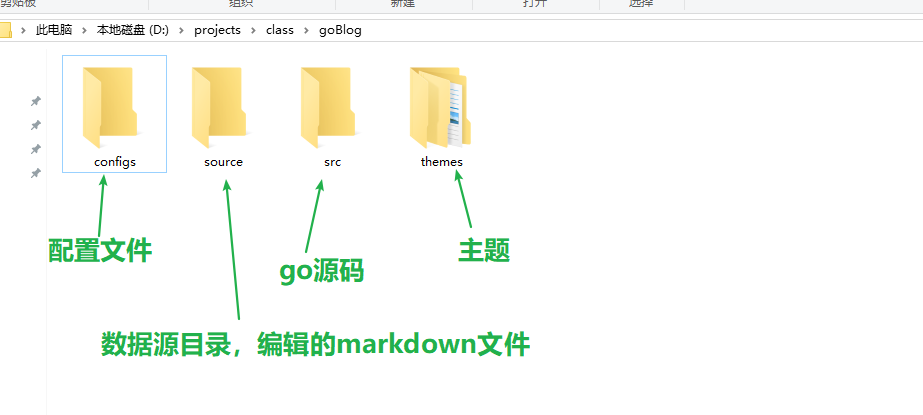 剪贴板 组织 新建 打开 选择
此电脑 > 本地磁盘 (D:) > projects > class > goBlog
configs source src themes
配置文件 主题
go源码
数据源目录，编辑的markdown文件